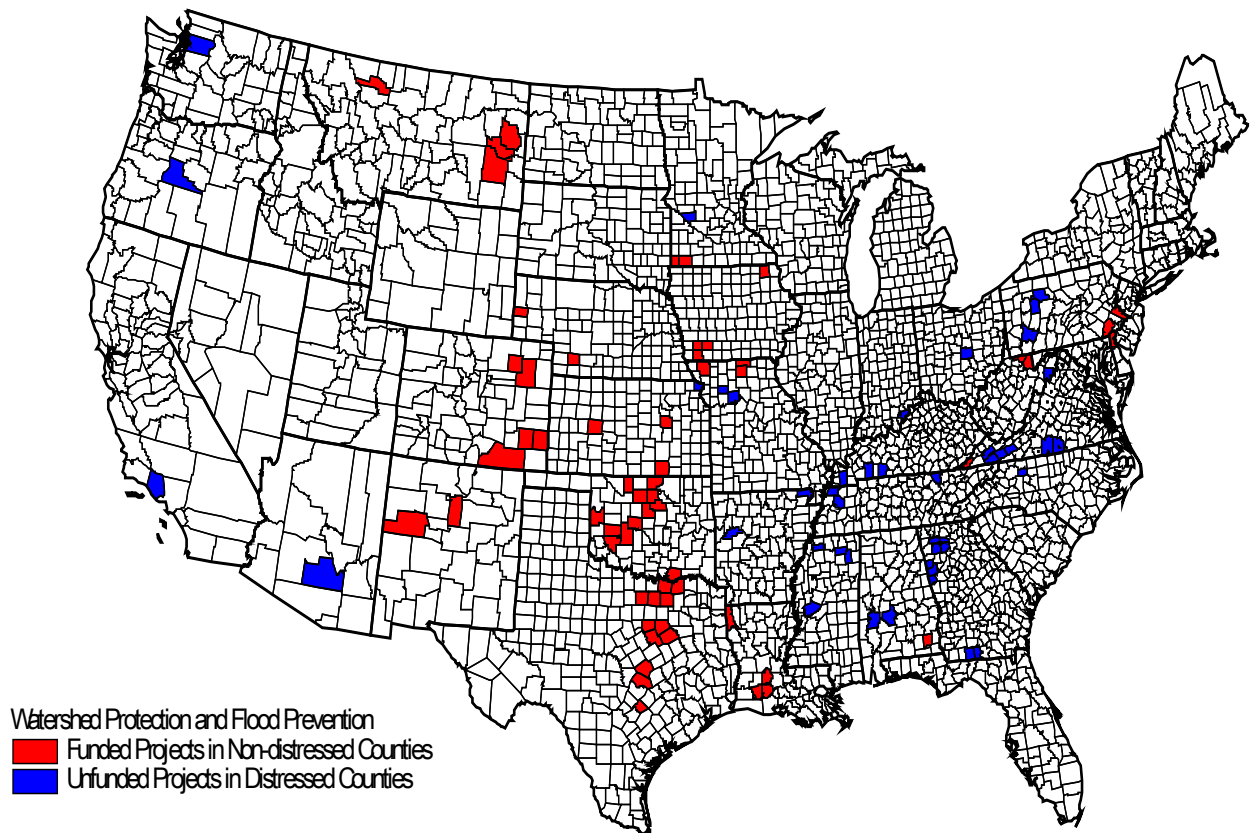 Watershed Protection and Flood Prevention
Funded Projects in Non-distressed Counties
Unfunded Projects in Distressed Counties